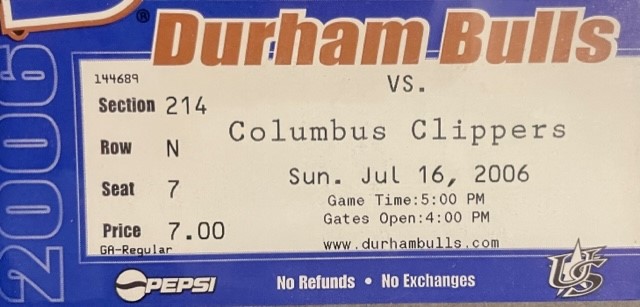 Durham Bulls
2006
144689
VS.
Section 214
Columbus Clippers
Row N
Sun. Jul 16, 2006
Seat 7
Game Time:5:00 PM
Gates Open:4:00 PM
Price 7.00
GA-Regular
www.durhambulls.com
PEPSI
No Refunds • No Exchanges